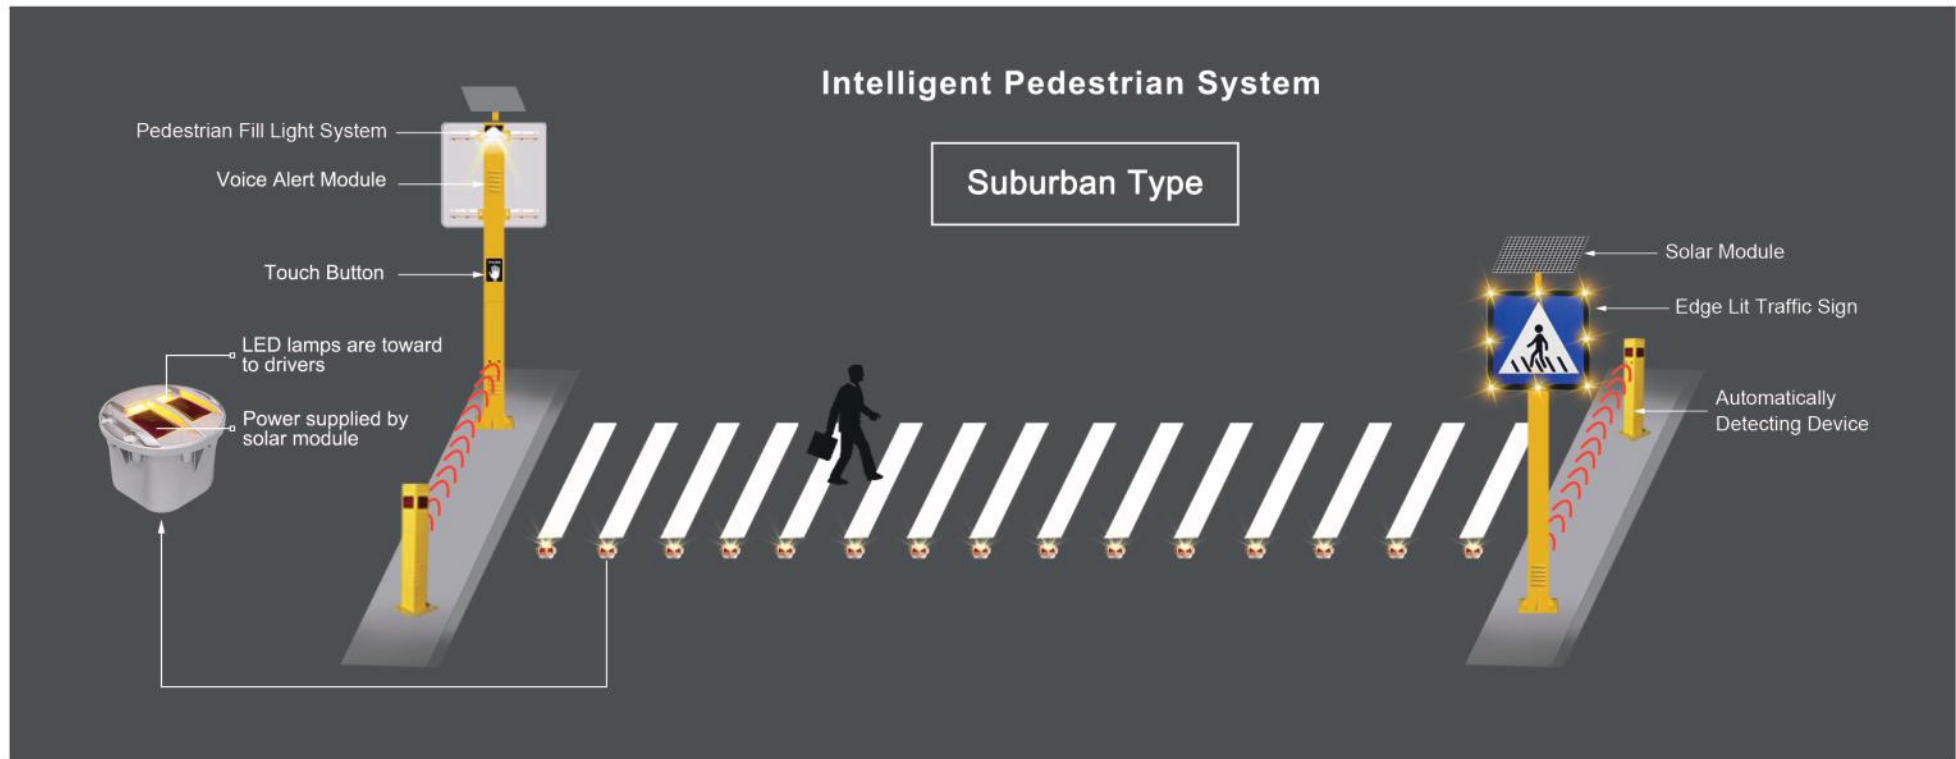 Intelligent Pedestrian System
Suburban Type
Pedestrian Fill Light System
Voice Alert Module
Touch Button
LED lamps are toward
to drivers
Power supplied by
solar module
Solar Module
Edge Lit Traffic Sign
Automatically
Detecting Device